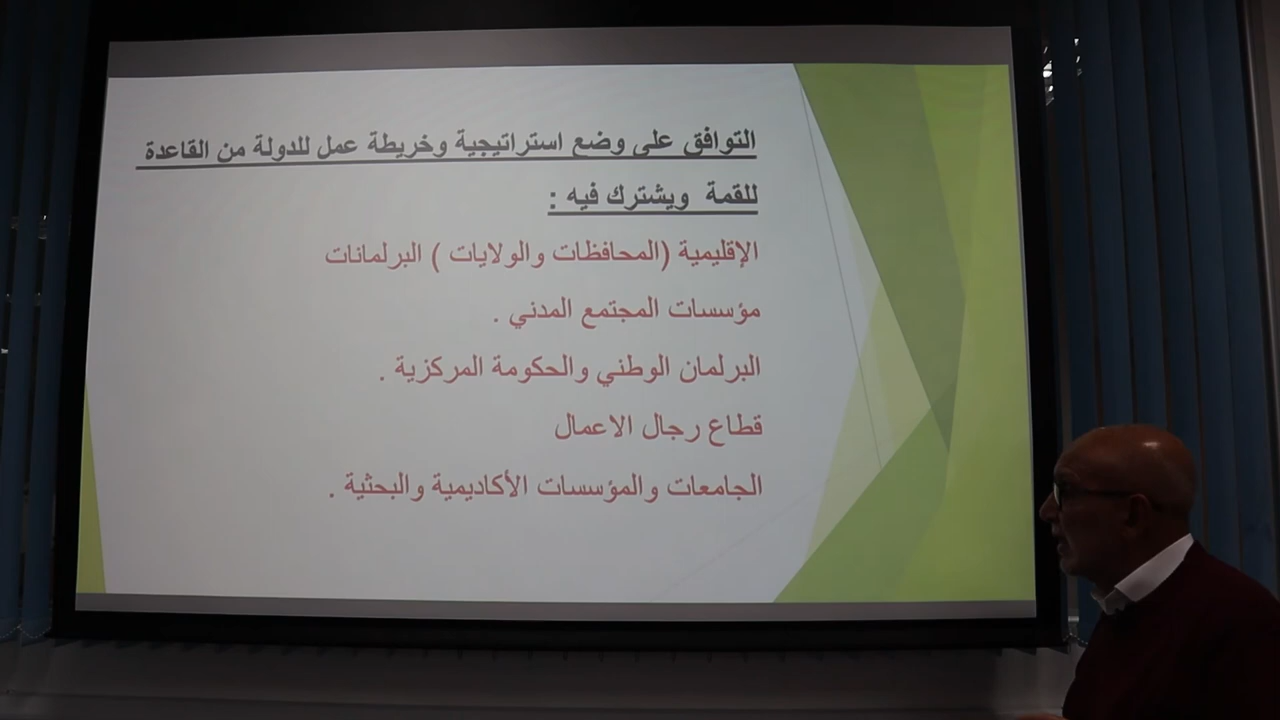 التوافق على وضع استراتيجية وخريطة عمل للدولة من القاعدة
للقمة ويشترك فيه :
الإقليمية (المحافظات والولايات ) البرلمانات
مؤسسات المجتمع المدني .
البرلمان الوطني والحكومة المركزية .
قطاع رجال الاعمال
الجامعات والمؤسسات الأكاديمية والبحثية .